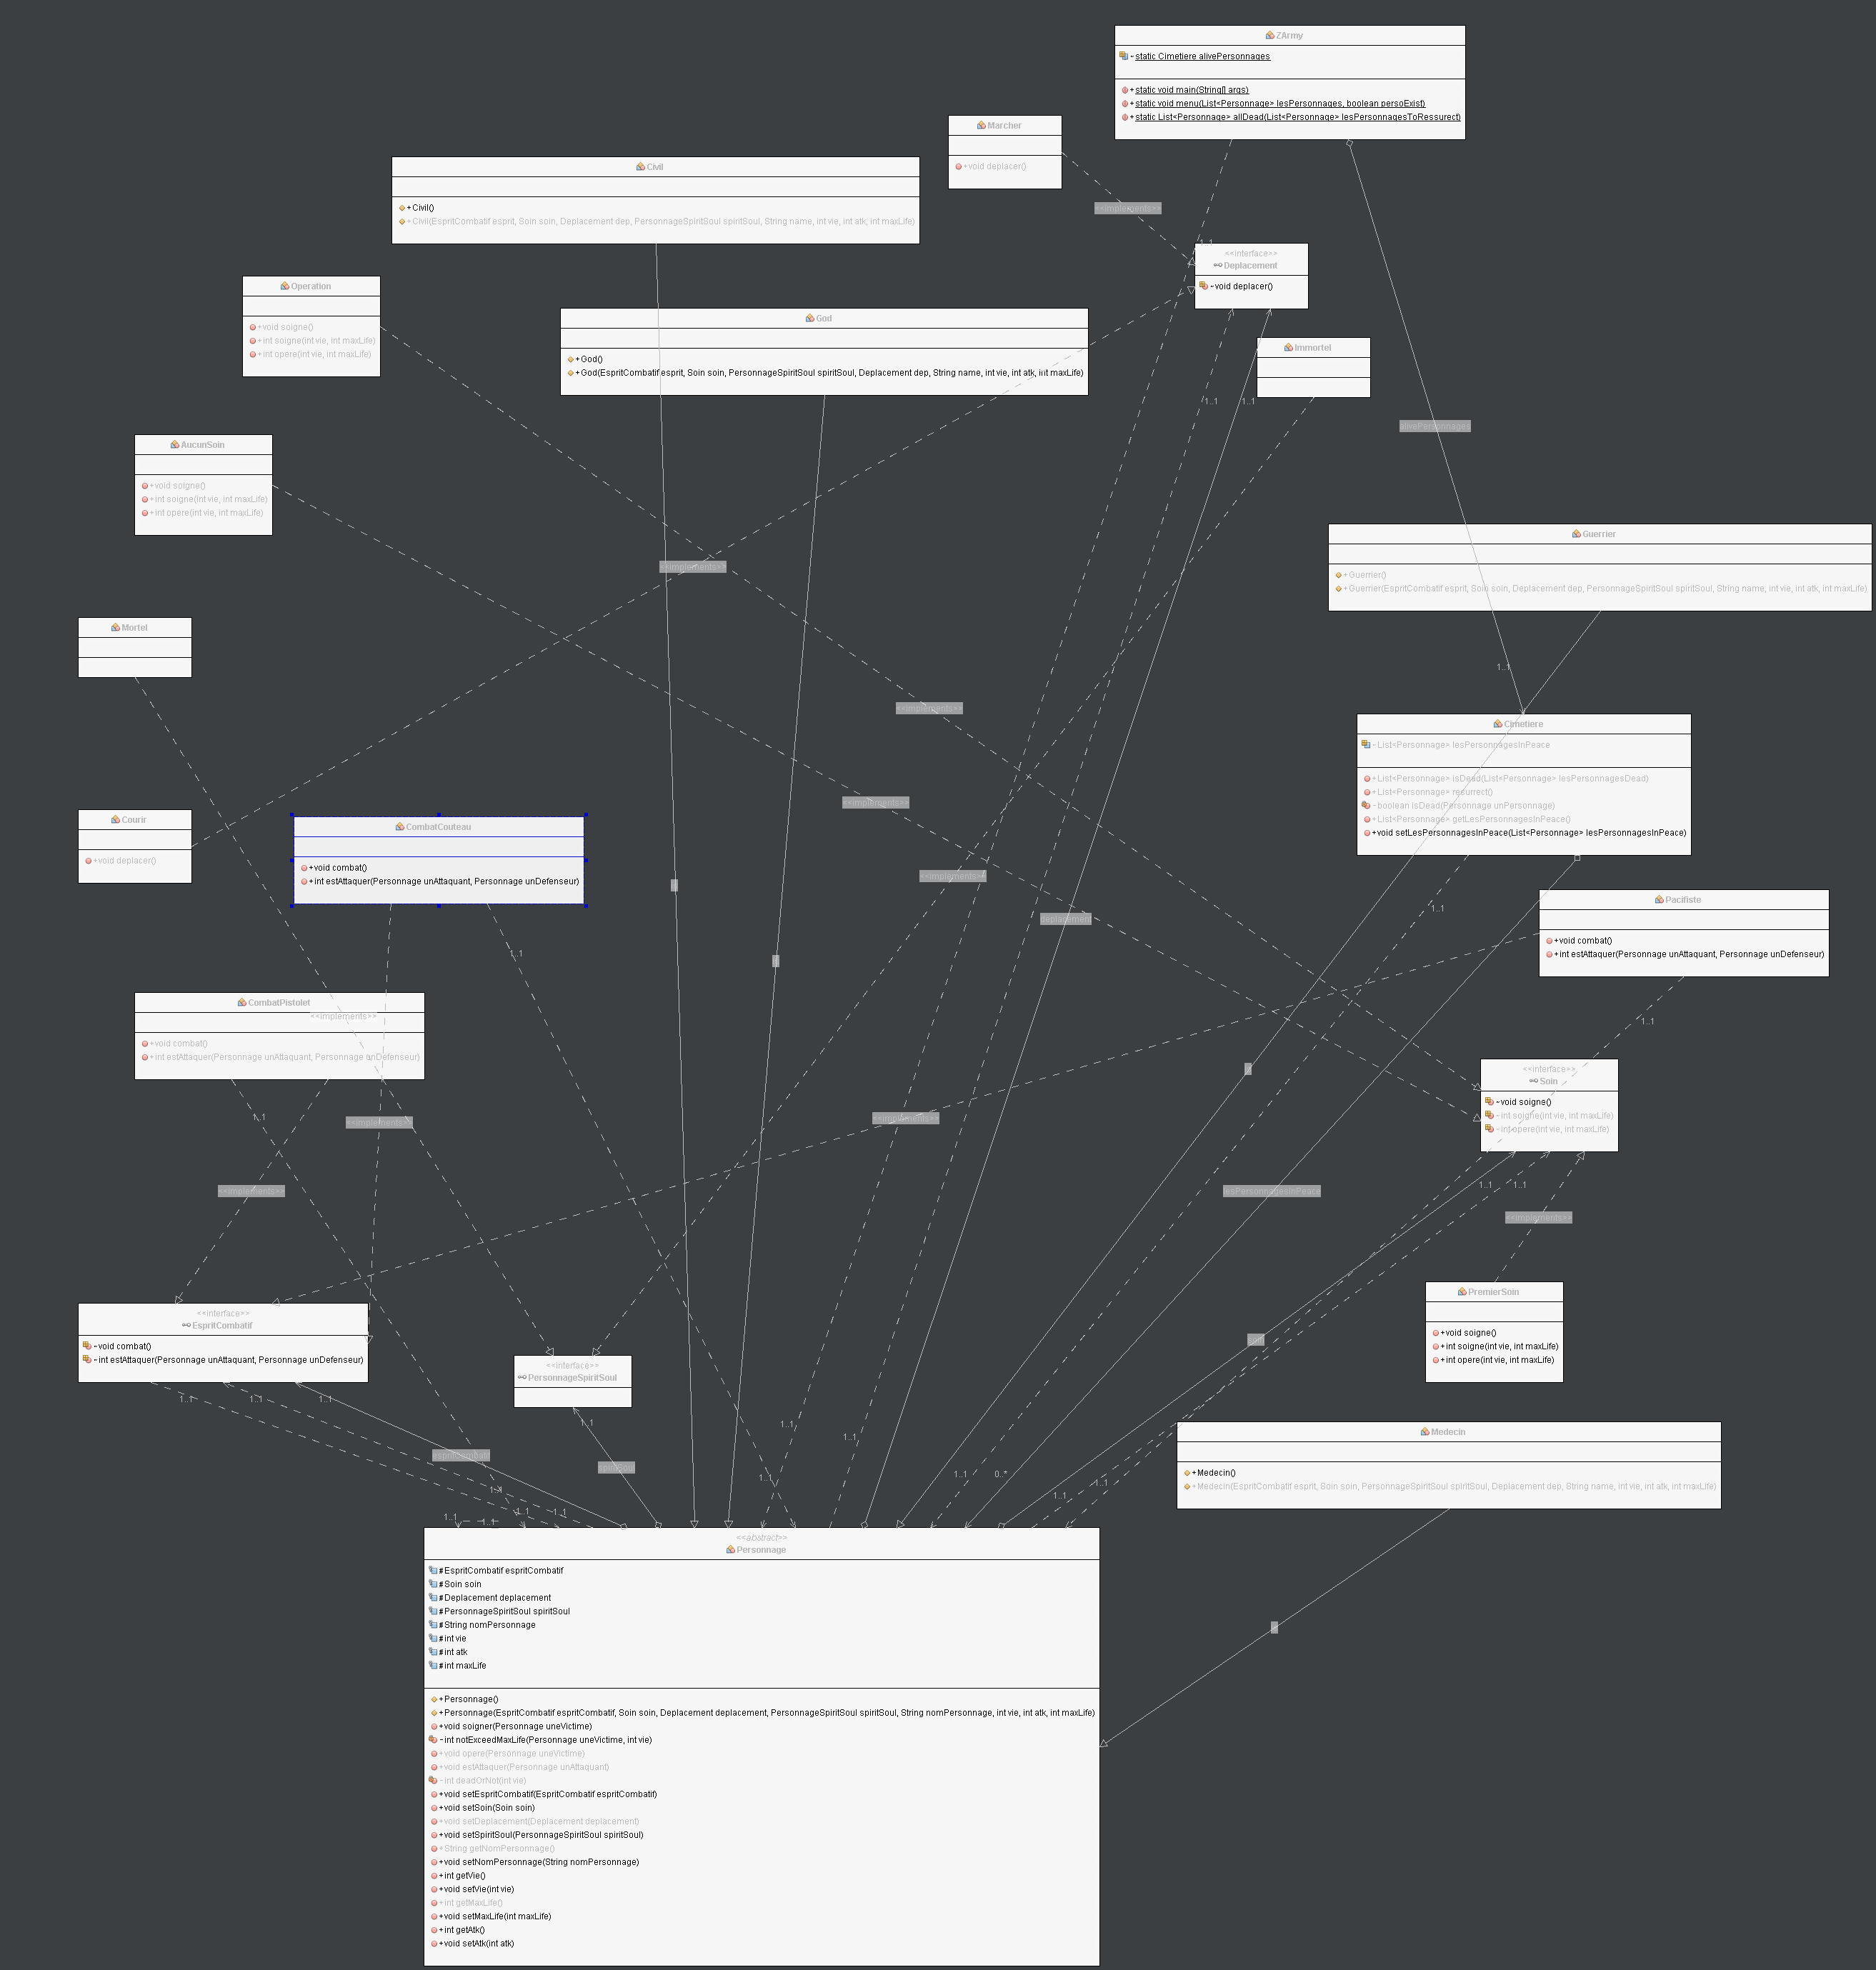 ZArmy
- static Cimetiere alivePersonnages
+ static void main(String[] args)
+ static void menu(List<Personnage> lesPersonnages, boolean persoExist)
+ static List<Personnage> allDead(List<Personnage> lesPersonnagesToRessurect)
Marcher
+ void deplacer()
Civil
+ Civil()
+ Civil(EspritCombatif esprit, Soin soin, Deplacement dep, PersonnageSpiritSoul spiritSoul, String name, int vie, int atk, int maxLife)
<<implements>>
1..1
<<interface>>
Deplacement
~ void deplacer()
Operation
+ void soigne()
+ int soigne(int vie, int maxLife)
+ int opere(int vie, int maxLife)
God
+ God()
+ God(EspritCombatif esprit, Soin soin, PersonnageSpiritSoul spiritSoul, Deplacement dep, String name, int vie, int atk, int maxLife)
Immortel
1..1
1..1
alivePersonnages
AucunSoin
+ void soigne()
+ int soigne(int vie, int maxLife)
+ int opere(int vie, int maxLife)
Guerrier
+ Guerrier()
+ Guerrier(EspritCombatif esprit, Soin soin, Deplacement dep, PersonnageSpiritSoul spiritSoul, String name, int vie, int atk, int maxLife)
<<implements>>
Mortel
1..1
<<implements>>
Cimetiere
- List<Personnage> lesPersonnagesInPeace
+ List<Personnage> isDead(List<Personnage> lesPersonnagesDead)
+ List<Personnage> resurrect()
- boolean isDead(Personnage unPersonnage)
+ List<Personnage> getLesPersonnagesInPeace()
+ void setLesPersonnagesInPeace(List<Personnage> lesPersonnagesInPeace)
<<implements>>
Courir
+ void deplacer()
CombatCouteau
+ void combat()
+ int estAttaquer(Personnage unAttaquant, Personnage unDefenseur)
<<implements>>
Pacifiste
+ void combat()
+ int estAttaquer(Personnage unAttaquant, Personnage unDefenseur)
1..1
deplacement
1..1
CombatPistolet
<<implements>>
+ void combat()
+ int estAttaquer(Personnage unAttaquant, Personnage unDefenseur)
1..1
<<interface>>
Soin
~ void soigne()
~ int soigne(int vie, int maxLife)
~ int opere(int vie, int maxLife)
1..1
<<implements>>
<<implements>>
<<implements>>
lesPersonnagesInPeace
1..1
1..1
<<implements>>
PremierSoin
+ void soigne()
+ int soigne(int vie, int maxLife)
+ int opere(int vie, int maxLife)
<<interface>>
EspritCombatif
~ void combat()
~ int estAttaquer(Personnage unAttaquant, Personnage unDefenseur)
soin
<<interface>>
PersonnageSpiritSoul
1..1
1..1
1..1
1..1
1..1
1..1
espritCombatif
spiritSoul
1..1
0..*
1..1
1..1
1..1
Medecin
+ Medecin()
+ Medecin(EspritCombatif esprit, Soin soin, PersonnageSpiritSoul spiritSoul, Deplacement dep, String name, int vie, int atk, int maxLife)
1..1
1..1
1..1
1..1
1..1
1..1
<<abstract>>
Personnage
# EspritCombatif espritCombatif
# Soin soin
# Deplacement deplacement
# PersonnageSpiritSoul spiritSoul
# String nomPersonnage
# int vie
# int atk
# int maxLife
+ Personnage()
+ Personnage(EspritCombatif espritCombatif, Soin soin, Deplacement deplacement, PersonnageSpiritSoul spiritSoul, String nomPersonnage, int vie, int atk, int maxLife)
+ void soigner(Personnage uneVictime)
- int notExceedMaxLife(Personnage uneVictime, int vie)
+ void opere(Personnage uneVictime)
+ void estAttaquer(Personnage unAttaquant)
- int deadOrNot(int vie)
+ void setEspritCombatif(EspritCombatif espritCombatif)
+ void setSoin(Soin soin)
+ void setDeplacement(Deplacement deplacement)
+ void setSpiritSoul(PersonnageSpiritSoul spiritSoul)
+ String getNomPersonnage()
+ void setNomPersonnage(String nomPersonnage)
+ int getVie()
+ void setVie(int vie)
+ int getMaxLife()
+ void setMaxLife(int maxLife)
+ int getAtk()
+ void setAtk(int atk)